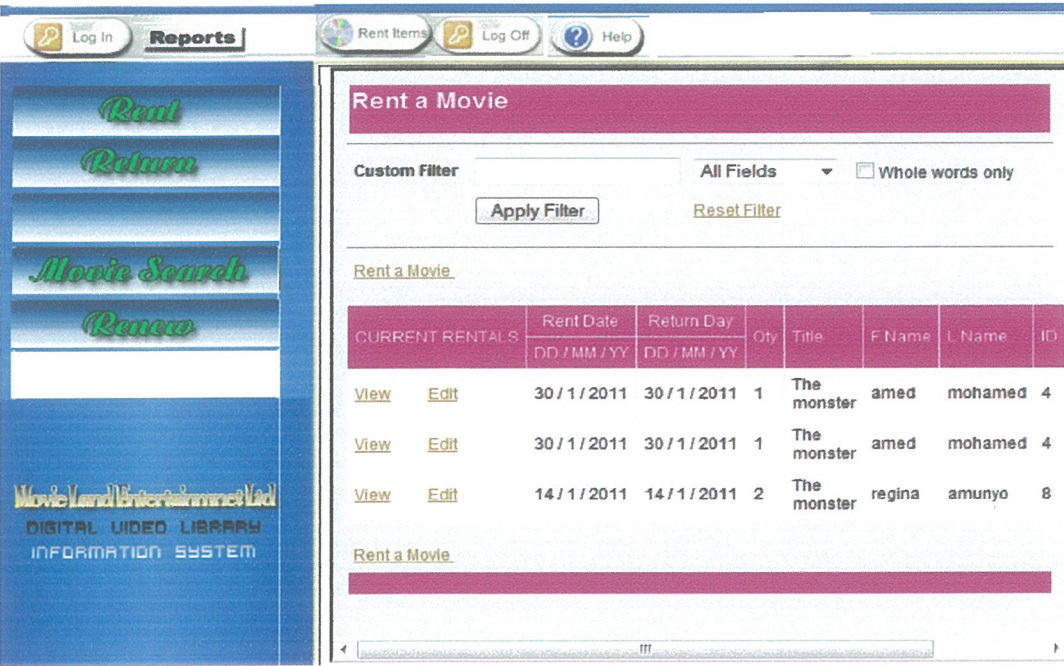 Log In Reports Rent Items Log Off Help
Rent
Return
Movie Search
Renew
Movie Land Entertainmnet Ltd
DIGITAL VIDEO LIBRARY
INFORMATION SYSTEM
Rent a Movie
Custom Filter All Fields Whole words only
Apply Filter Reset Filter
Rent a Movie
CURRENT RENTALS Rent Date Return Day Qty Title F Name L Name ID
DD / MM / YY DD / MM / YY
View Edit 30 / 1 / 2011 30 / 1 / 2011 1 The monster amed mohamed 4
View Edit 30 / 1 / 2011 30 / 1 / 2011 1 The monster amed mohamed 4
View Edit 14 / 1 / 2011 14 / 1 / 2011 2 The monster regina amunyo 8
Rent a Movie